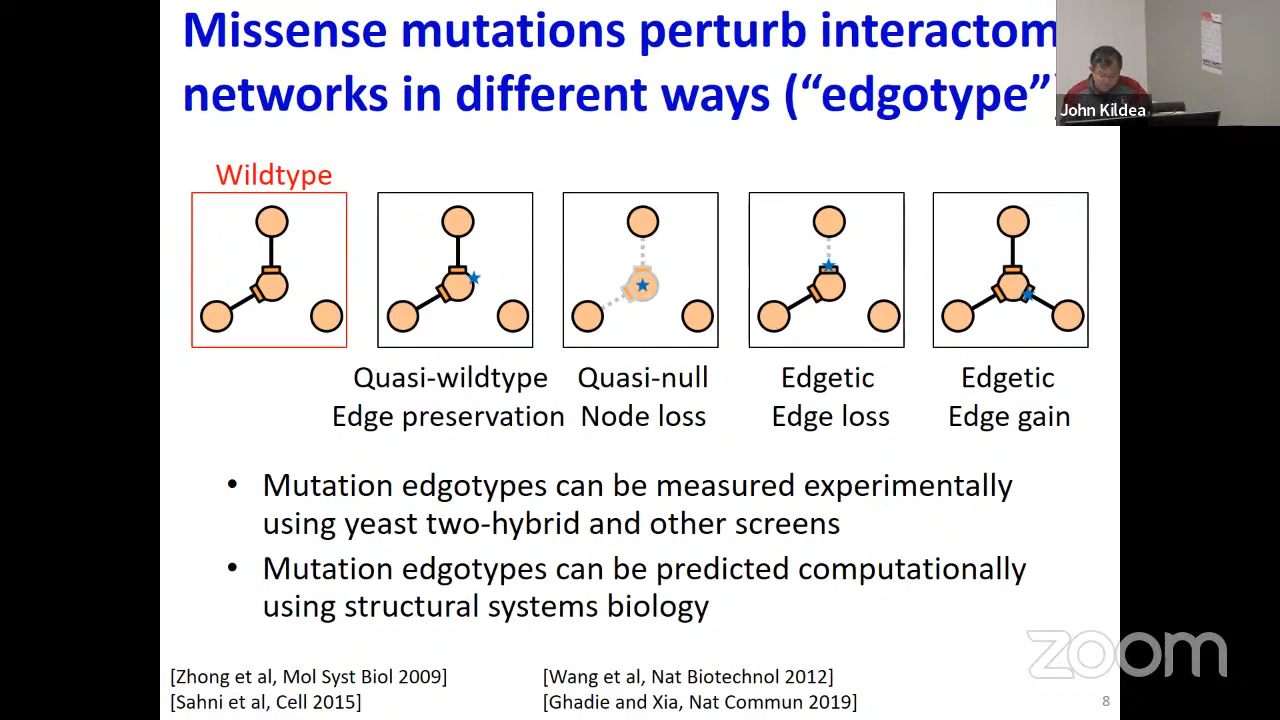 Missense mutations perturb interactom
networks in different ways (“edgotype”)
John Kildea
Wildtype
Quasi-wildtype
Edge preservation
Quasi-null
Node loss
Edgetic
Edge loss
Edgetic
Edge gain
• Mutation edgotypes can be measured experimentally
using yeast two-hybrid and other screens
• Mutation edgotypes can be predicted computationally
using structural systems biology
[Zhong et al, Mol Syst Biol 2009]
[Sahni et al, Cell 2015]
[Wang et al, Nat Biotechnol 2012]
[Ghadie and Xia, Nat Commun 2019]
zoom
8